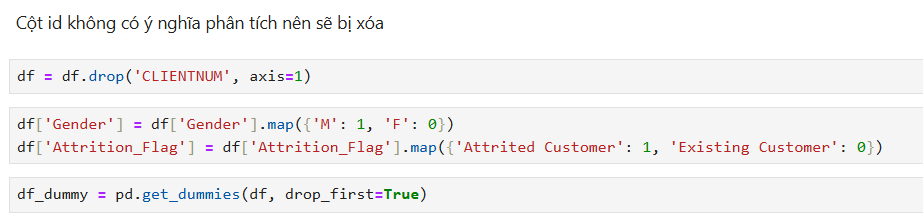 Cột id không có ý nghĩa phân tích nên sẽ bị xóa
df = df.drop('CLIENTNUM', axis=1)
df['Gender'] = df['Gender'].map({'M': 1, 'F': 0})
df['Attrition_Flag'] = df['Attrition_Flag'].map({'Attrited Customer': 1, 'Existing Customer': 0})
df_dummy = pd.get_dummies(df, drop_first=True)